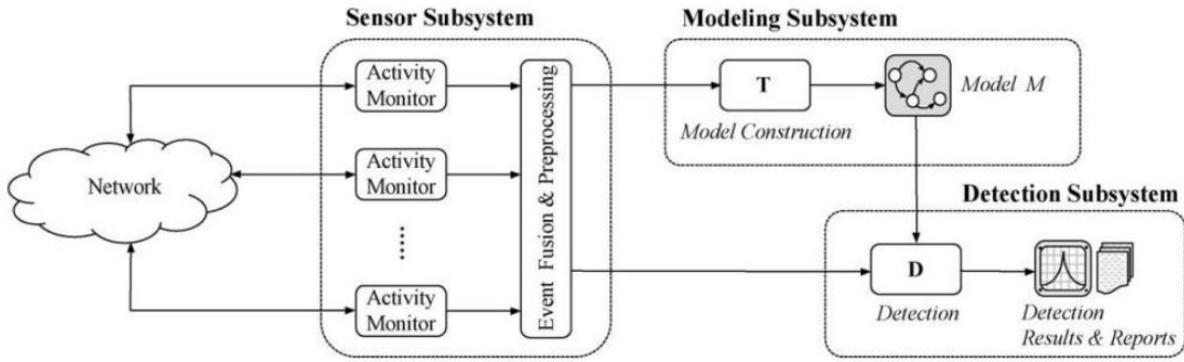 Sensor Subsystem
Modeling Subsystem
Activity
Monitor
Activity
Monitor
......
Activity
Monitor
Network
Event Fusion & Preprocessing
T
Model Construction
Model M
Detection Subsystem
D
Detection
Detection
Results & Reports